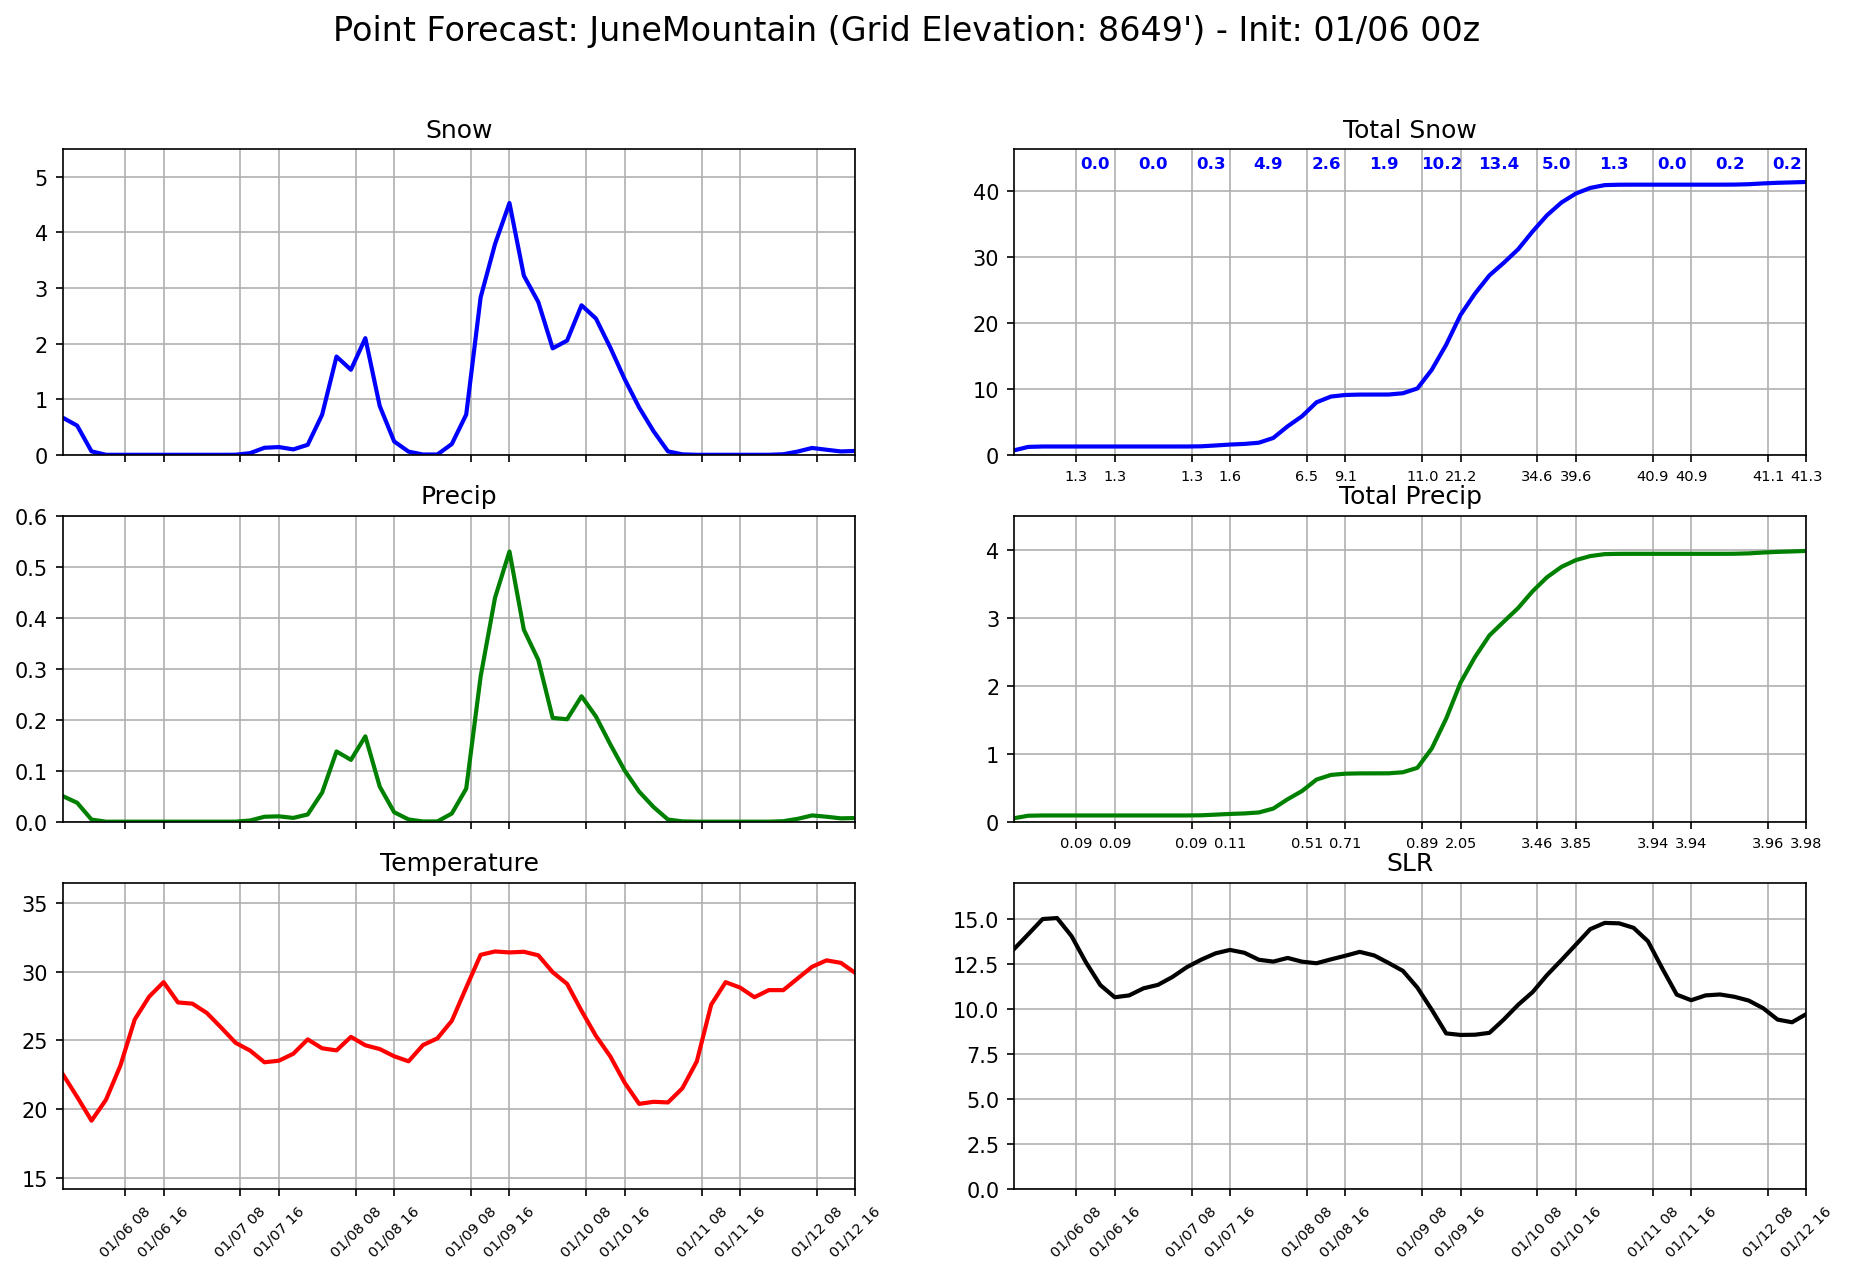 Point Forecast: JuneMountain (Grid Elevation: 8649') - Init: 01/06 00z
Snow
5
4
3
2
1
0
Total Snow
0.0 0.0 0.3 4.9 2.6 1.9 10.2 13.4 5.0 1.3 0.0 0.2 0.2
40
30
20
10
0
1.3 1.3 1.3 1.6 6.5 9.1 11.0 21.2 34.6 39.6 40.9 40.9 41.1 41.3
Precip
0.6
0.5
0.4
0.3
0.2
0.1
0.0
Total Precip
4
3
2
1
0
0.09 0.09 0.09 0.11 0.51 0.71 0.89 2.05 3.46 3.85 3.94 3.94 3.96 3.98
Temperature
35
30
25
20
15
01/06 08 01/06 16 01/07 08 01/07 16 01/08 08 01/08 16 01/09 08 01/09 16 01/10 08 01/10 16 01/11 08 01/11 16 01/12 08 01/12 16
SLR
15.0
12.5
10.0
7.5
5.0
2.5
0.0
01/06 08 01/06 16 01/07 08 01/07 16 01/08 08 01/08 16 01/09 08 01/09 16 01/10 08 01/10 16 01/11 08 01/11 16 01/12 08 01/12 16